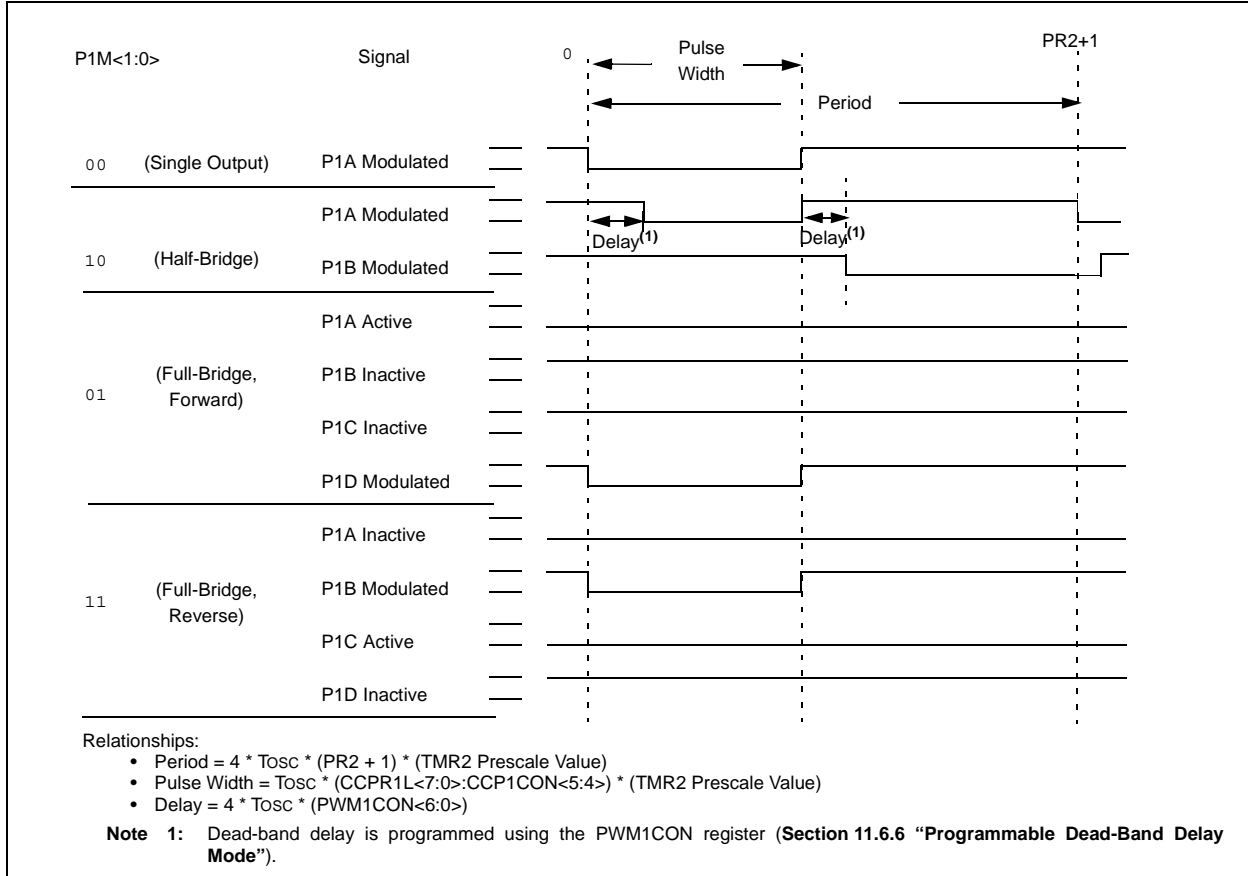 P1M<1:0> Signal 0 Pulse Width PR2+1
Period
00 (Single Output) P1A Modulated
P1A Modulated
Delay(1) Delay(1)
10 (Half-Bridge) P1B Modulated
P1A Active
01 (Full-Bridge, Forward) P1B Inactive
P1C Inactive
P1D Modulated
P1A Inactive
11 (Full-Bridge, Reverse) P1B Modulated
P1C Active
P1D Inactive
Relationships:
• Period = 4 * TOSC * (PR2 + 1) * (TMR2 Prescale Value)
• Pulse Width = TOSC * (CCPR1L<7:0>:CCP1CON<5:4>) * (TMR2 Prescale Value)
• Delay = 4 * TOSC * (PWM1CON<6:0>)
Note 1: Dead-band delay is programmed using the PWM1CON register (Section 11.6.6 “Programmable Dead-Band Delay
Mode”).